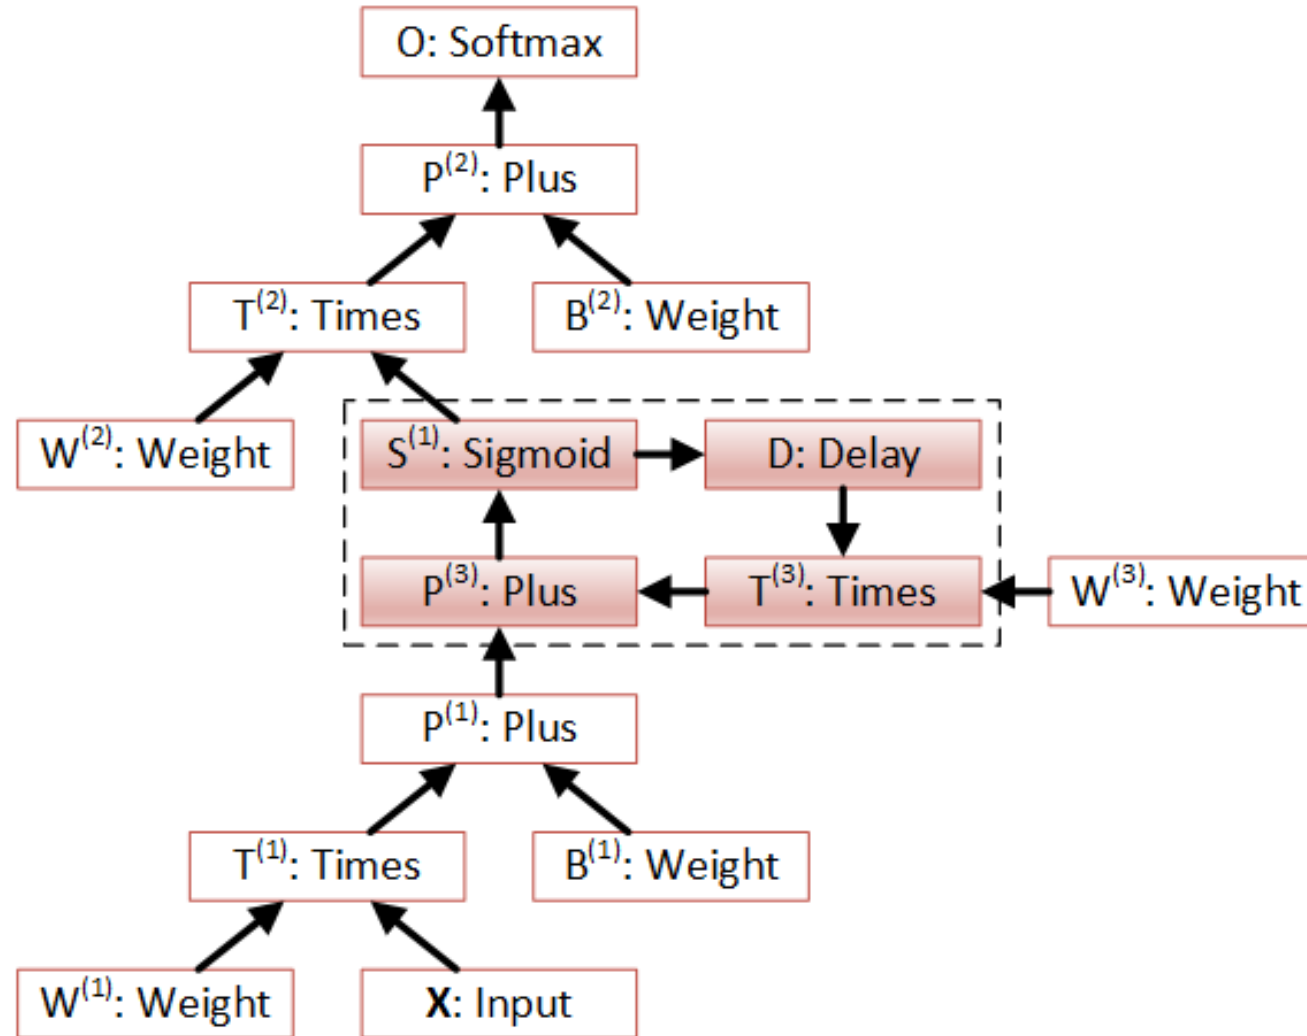 O: Softmax
P(2): Plus
T(2): Times
B(2): Weight
W(2): Weight
S(1): Sigmoid
D: Delay
P(3): Plus
T(3): Times
W(3): Weight
P(1): Plus
T(1): Times
B(1): Weight
W(1): Weight
X: Input